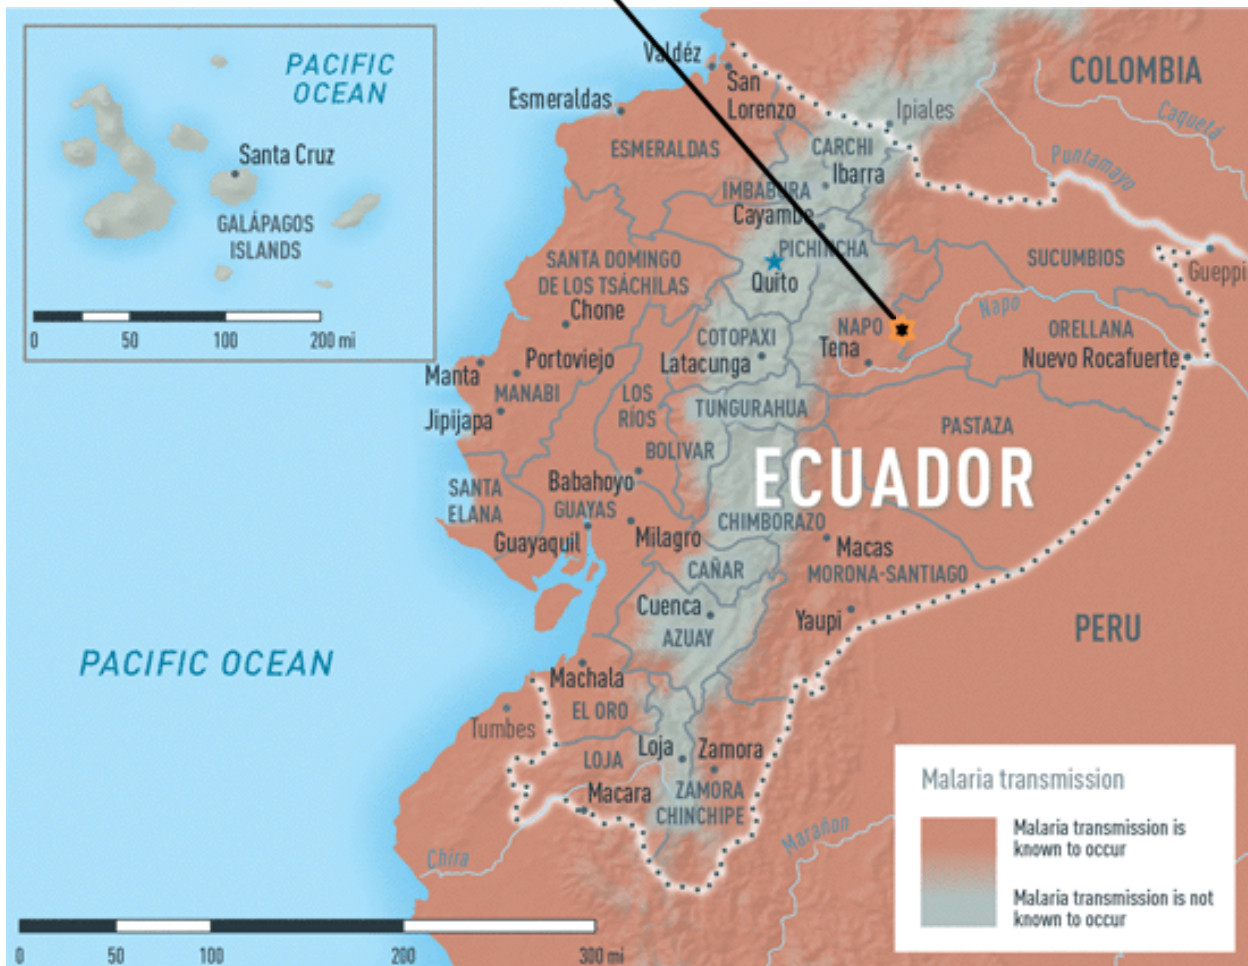 PACIFIC
OCEAN
Santa Cruz
GALÁPAGOS
ISLANDS
0 50 100 200 mi
Valdéz
San
Lorenzo
Esmeraldas
ESMERALDAS
COLOMBIA
Ipiales
Caquetá
CARCHI
Ibarra
Puntamayo
IMBABURA
Cayambe
PICHINCHA
Quito
SUCUMBIOS
Gueppi
SANTA DOMINGO
DE LOS TSÁCHILAS
Chone
Napo
NAPO
Tena
ORELLANA
Nuevo Rocafuerte
COTOPAXI
Latacunga
Portoviejo
Manta
MANABI
Jipijapa
LOS
RÍOS
TUNGURAHUA
PASTAZA
BOLIVAR
ECUADOR
SANTA
ELANA
Babahoyo
GUAYAS
Guayaquil
Milagro
CHIMBORAZO
Macas
MORONA-SANTIAGO
CAÑAR
Cuenca
AZUAY
Yaupi
PERU
PACIFIC OCEAN
Machala
EL ORO
Tumbes
LOJA
Loja
Zamora
ZAMORA
CHINCHIPE
Macara
Chira
Marañon
Malaria transmission
Malaria transmission is
known to occur
Malaria transmission is not
known to occur
0 50 100 200 300 mi